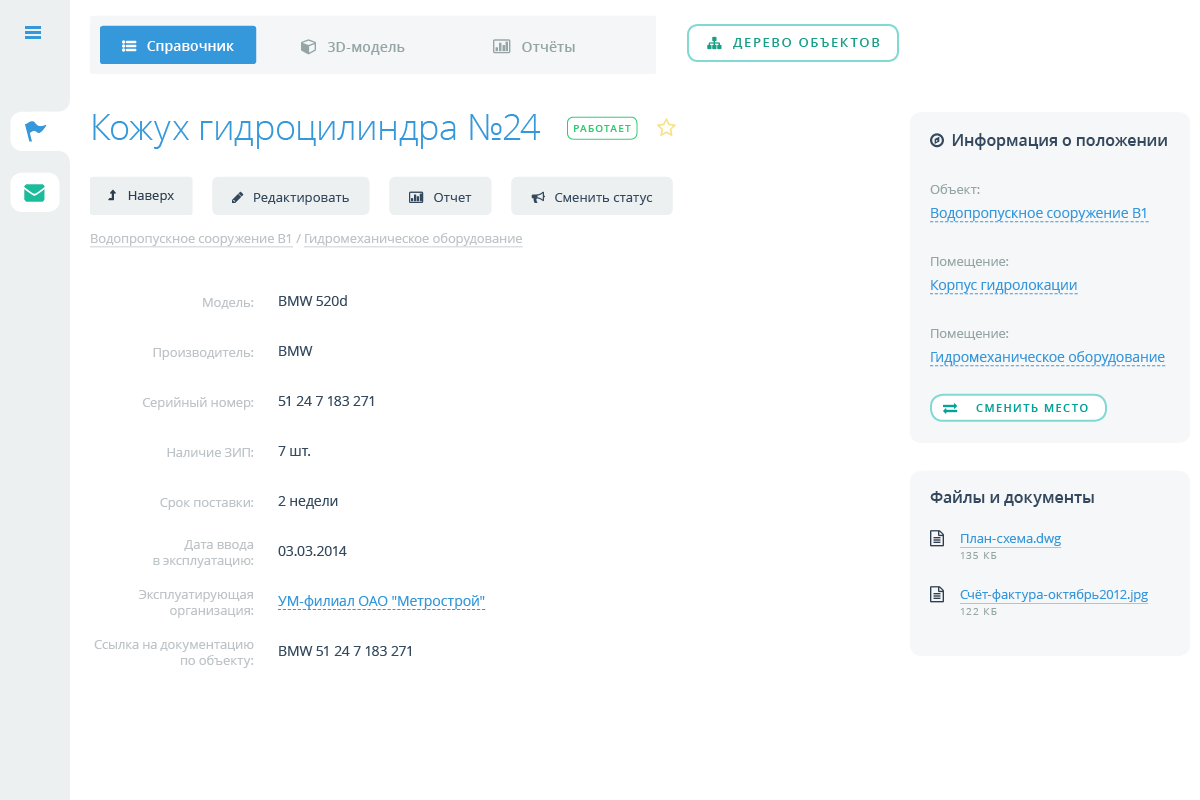 Справочник
3D-модель
Отчёты
ДЕРЕВО ОБЪЕКТОВ
Кожух гидроцилиндра №24
РАБОТАЕТ
Наверх
Редактировать
Отчет
Сменить статус
Водопропускное сооружение В1 / Гидромеханическое оборудование
Модель:
BMW 520d
Производитель:
BMW
Серийный номер:
51 24 7 183 271
Наличие ЗИП:
7 шт.
Срок поставки:
2 недели
Дата ввода
в эксплуатацию:
03.03.2014
Эксплуатирующая
организация:
УМ-филиал ОАО "Метрострой"
Ссылка на документацию
по объекту:
BMW 51 24 7 183 271
Информация о положении
Объект:
Водопропускное сооружение В1
Помещение:
Корпус гидролокации
Помещение:
Гидромеханическое оборудование
СМЕНИТЬ МЕСТО
Файлы и документы
План-схема.dwg
135 КБ
Счёт-фактура-октябрь2012.jpg
122 КБ